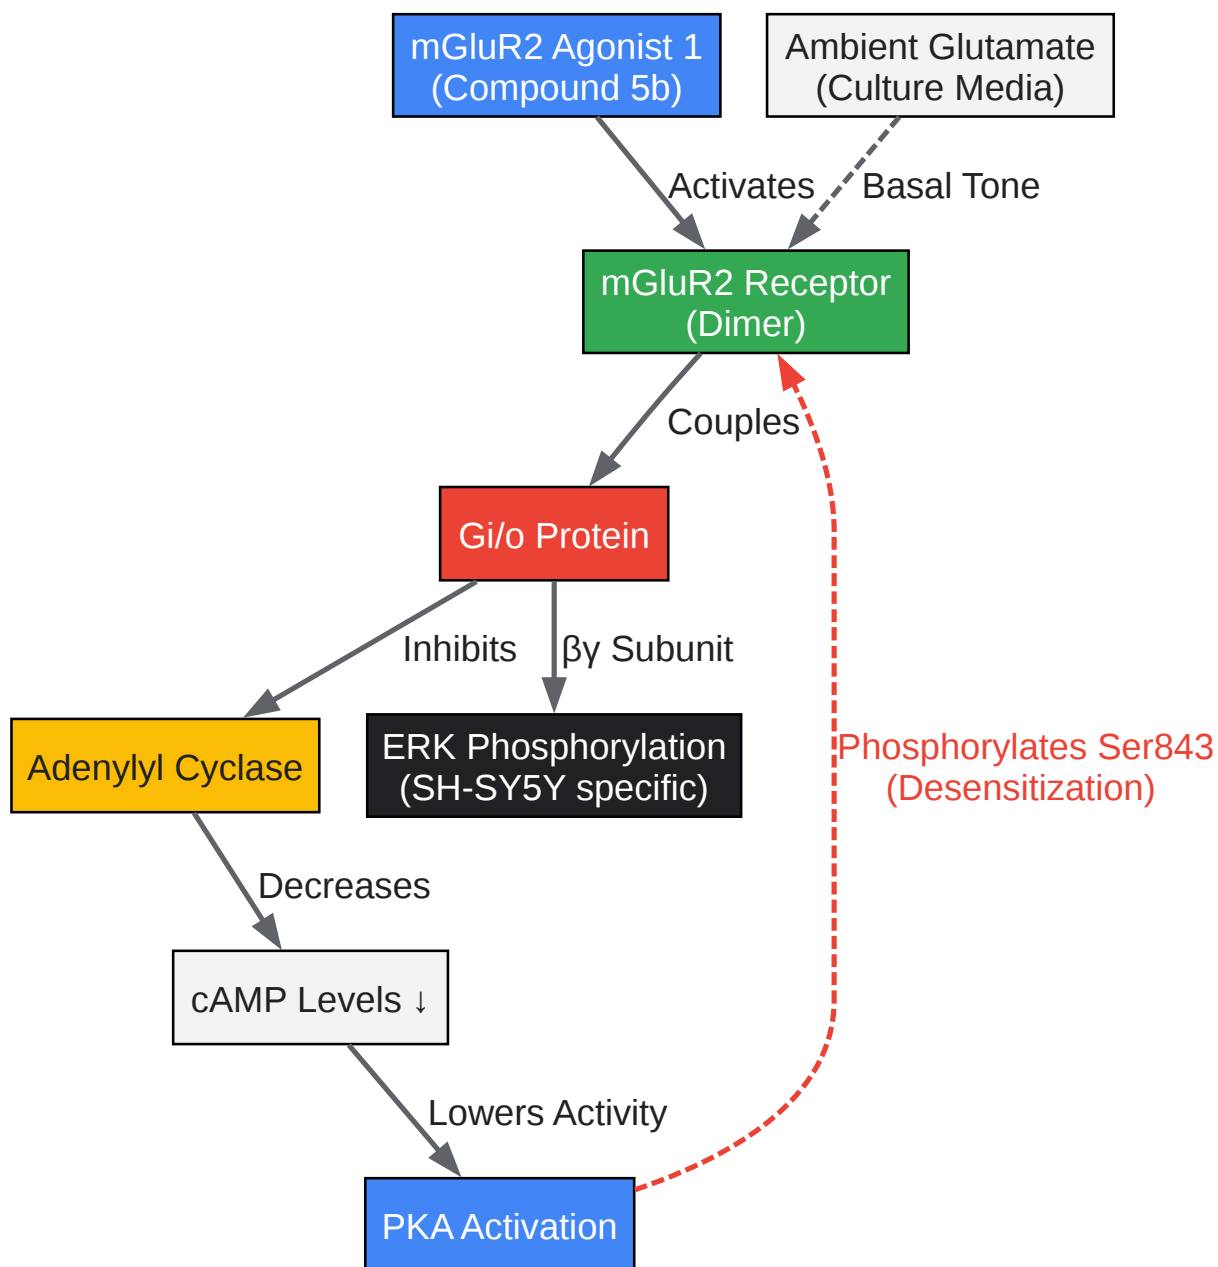 mGluR2 Agonist 1
(Compound 5b)
Ambient Glutamate
(Culture Media)
Activates
Basal Tone
mGluR2 Receptor
(Dimer)
Couples
Gi/o Protein
Inhibits
βγ Subunit
Adenylyl Cyclase
ERK Phosphorylation
(SH-SY5Y specific)
Phosphorylates Ser843
(Desensitization)
Decreases
cAMP Levels ↓
Lowers Activity
PKA Activation